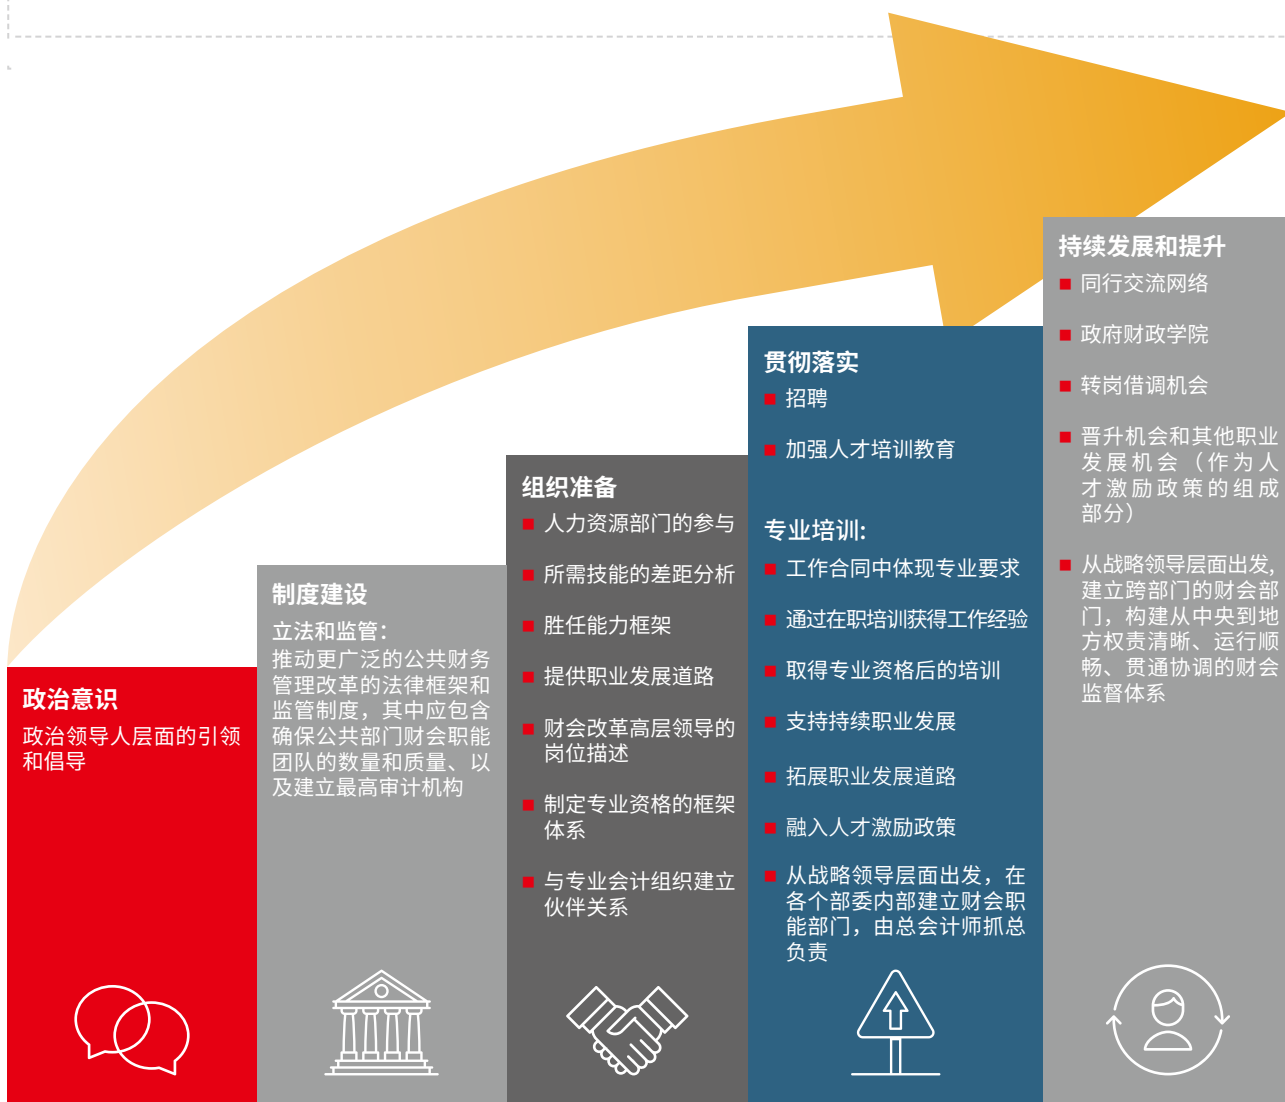 政治意识
政治领导人层面的引领
和倡导
制度建设
立法和监管：
推动更广泛的公共财务
管理改革的法律框架和
监管制度，其中应包含
确保公共部门财会职能
团队的数量和质量、以
及建立最高审计机构
组织准备
人力资源部门的参与
所需技能的差距分析
胜任能力框架
提供职业发展道路
财会改革高层领导的
岗位描述
制定专业资格的框架
体系
与专业会计组织建立
伙伴关系
贯彻落实
招聘
加强人才培训教育
专业培训:
工作合同中体现专业要求
通过在职培训获得工作经验
取得专业资格后的培训
支持持续职业发展
拓展职业发展道路
融入人才激励政策
从战略领导层面出发，在
各个部委内部建立财会职
能部门，由总会计师抓总
负责
持续发展和提升
同行交流网络
政府财政学院
转岗借调机会
晋升机会和其他职业
发展机会（作为人
才激励政策的组成
部分）
从战略领导层面出发,
建立跨部门的财会部
门，构建从中央到地
方权责清晰、运行顺
畅、贯通协调的财会
监督体系